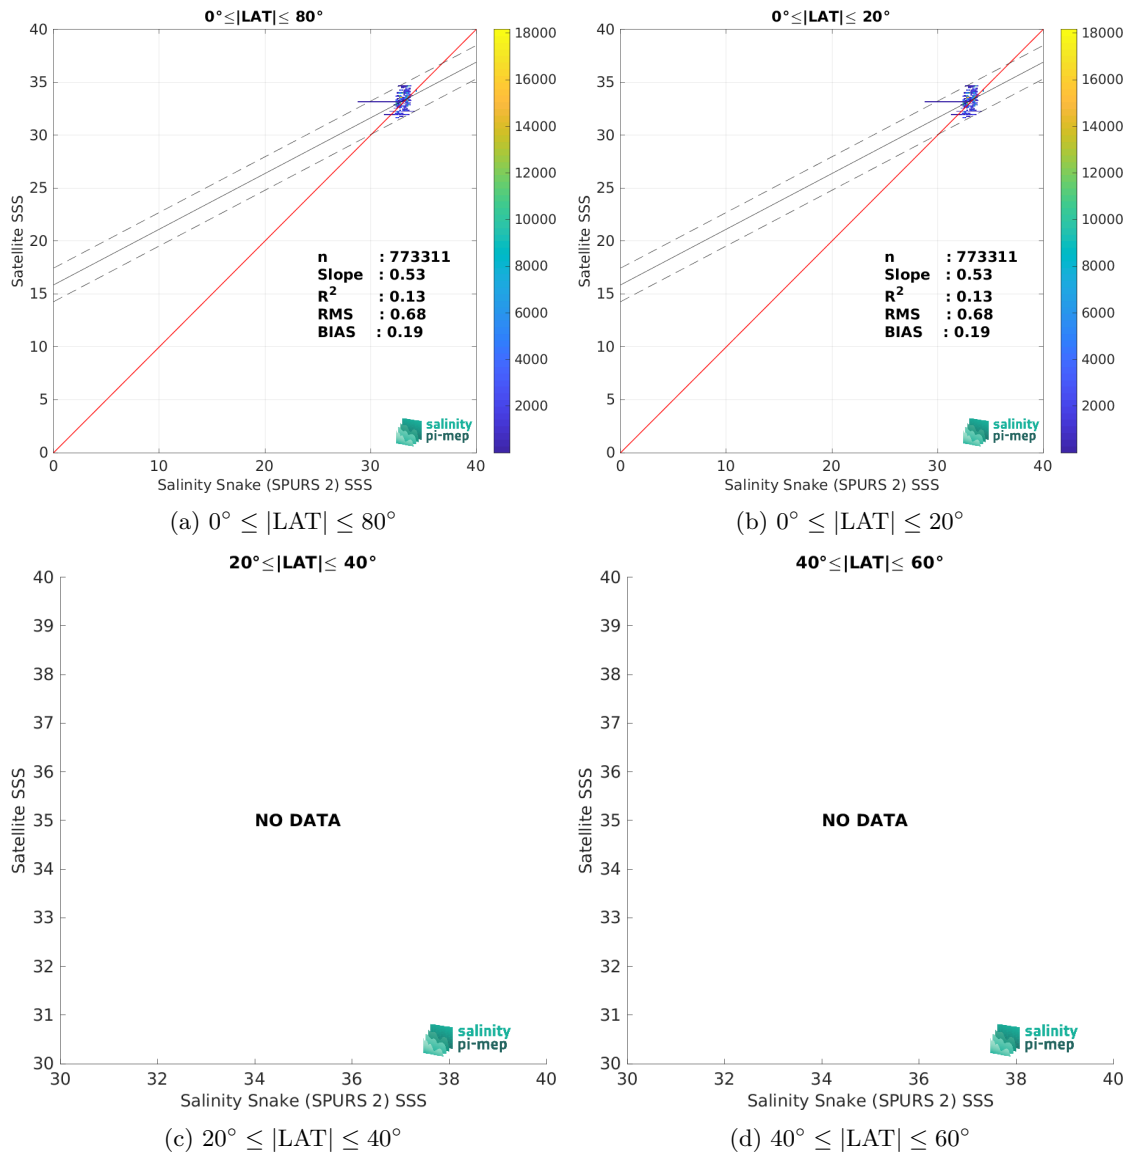 0°≤|LAT|≤ 80°
40
35
30
25
20
15
10
5
0
0
10
20
30
40
Satellite SSS
Salinity Snake (SPURS 2) SSS
n : 773311
Slope : 0.53
R² : 0.13
RMS : 0.68
BIAS : 0.19
salinity
pi-mep
18000
16000
14000
12000
10000
8000
6000
4000
2000
(a) 0° ≤ |LAT| ≤ 80°
0°≤|LAT|≤ 20°
40
35
30
25
20
15
10
5
0
0
10
20
30
40
Satellite SSS
Salinity Snake (SPURS 2) SSS
n : 773311
Slope : 0.53
R² : 0.13
RMS : 0.68
BIAS : 0.19
salinity
pi-mep
18000
16000
14000
12000
10000
8000
6000
4000
2000
(b) 0° ≤ |LAT| ≤ 20°
20°≤|LAT|≤ 40°
40
39
38
37
36
35
34
33
32
31
30
30
32
34
36
38
40
Satellite SSS
NO DATA
salinity
pi-mep
Salinity Snake (SPURS 2) SSS
(c) 20° ≤ |LAT| ≤ 40°
40°≤|LAT|≤ 60°
40
39
38
37
36
35
34
33
32
31
30
30
32
34
36
38
40
Satellite SSS
NO DATA
salinity
pi-mep
Salinity Snake (SPURS 2) SSS
(d) 40° ≤ |LAT| ≤ 60°